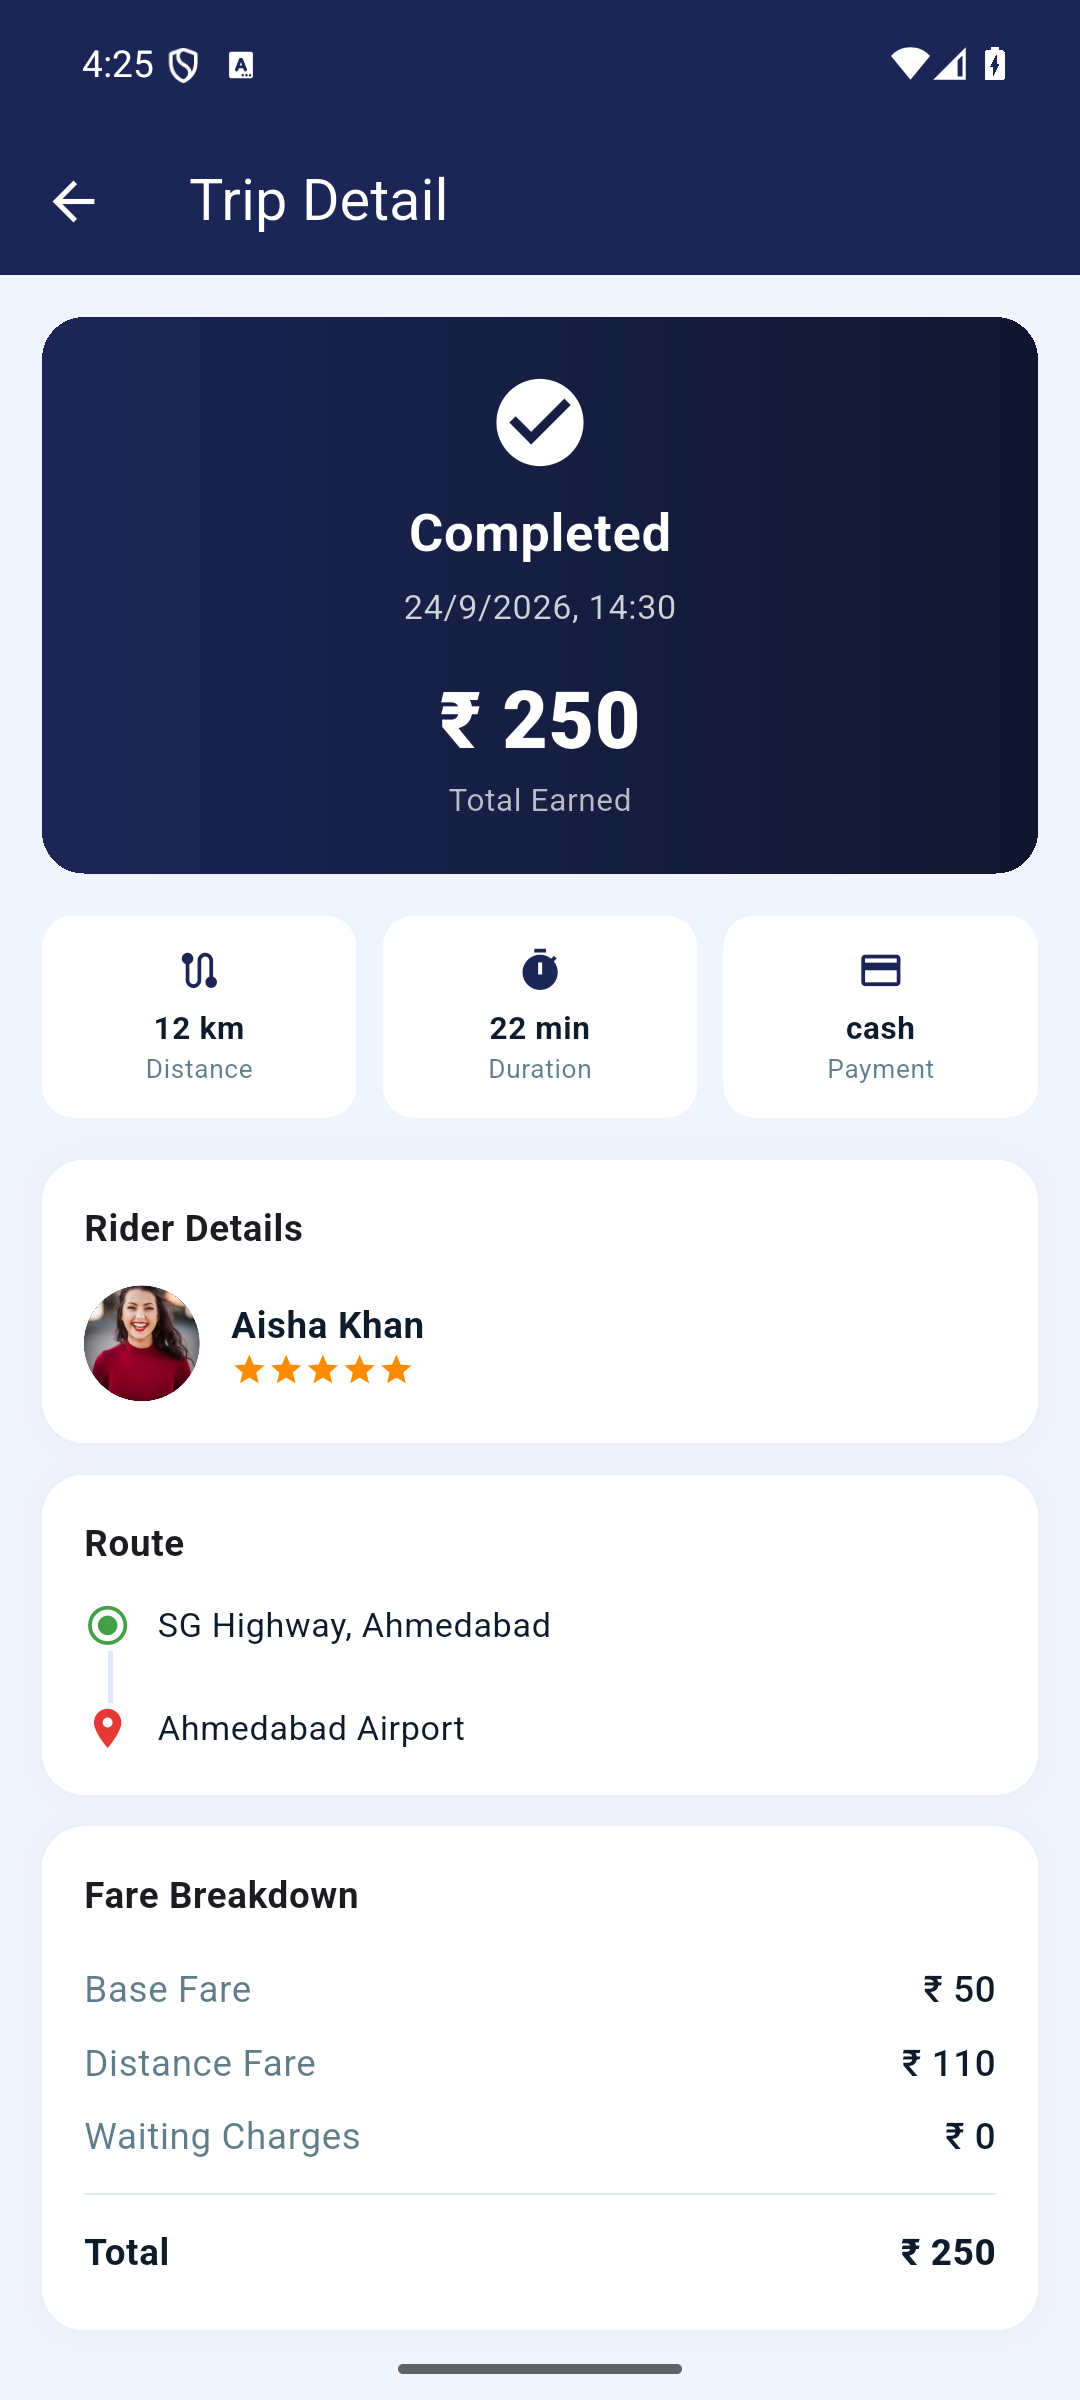 4:25
Trip Detail
Completed
24/9/2026, 14:30
₹ 250
Total Earned
12 km
Distance
22 min
Duration
cash
Payment
Rider Details
Aisha Khan
Route
SG Highway, Ahmedabad
Ahmedabad Airport
Fare Breakdown
Base Fare ₹ 50
Distance Fare ₹ 110
Waiting Charges ₹ 0
Total ₹ 250